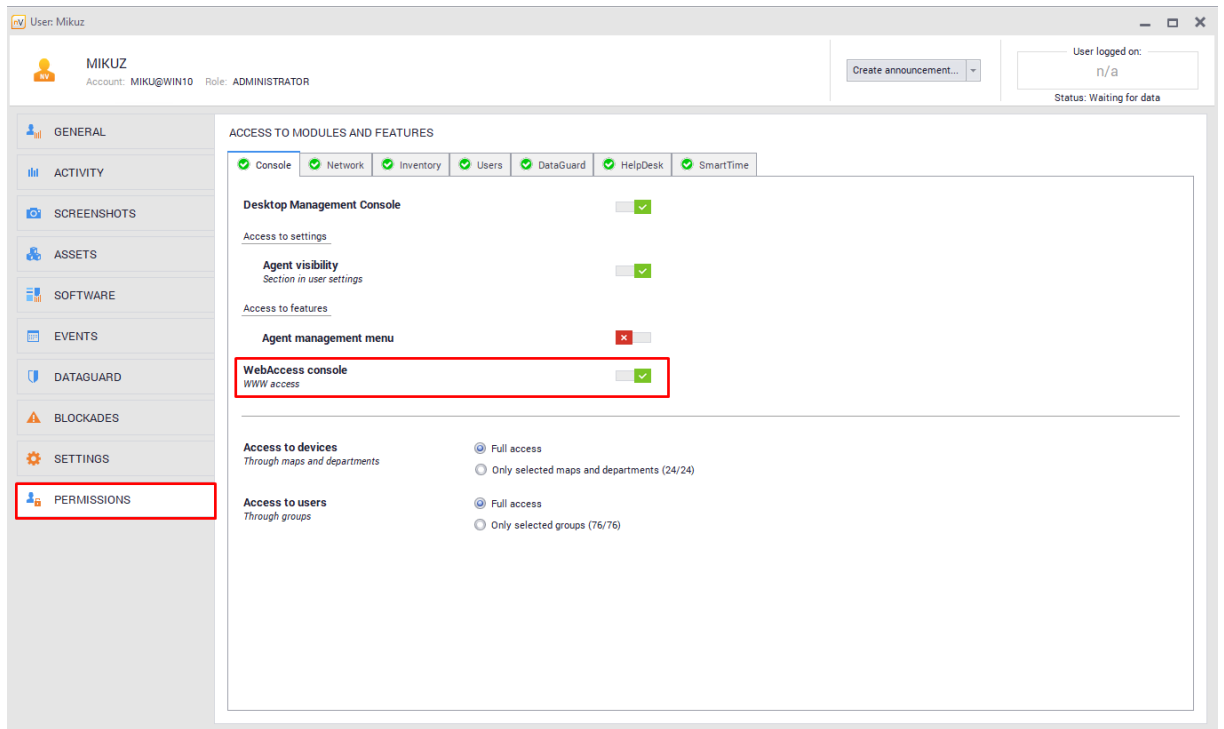 nV User: Mikuz
MIKUZ
Account: MIKU@WIN10 Role: ADMINISTRATOR
NV
Create announcement...
User logged on:
n/a
Status: Waiting for data
GENERAL
ACTIVITY
SCREENSHOTS
ASSETS
SOFTWARE
EVENTS
DATAGUARD
BLOCKADES
SETTINGS
PERMISSIONS
ACCESS TO MODULES AND FEATURES
Console Network Inventory Users DataGuard HelpDesk SmartTime
Desktop Management Console
Access to settings
Agent visibility
Section in user settings
Access to features
Agent management menu
WebAccess console
WWW access
Access to devices
Through maps and departments
Full access
Only selected maps and departments (24/24)
Access to users
Through groups
Full access
Only selected groups (76/76)